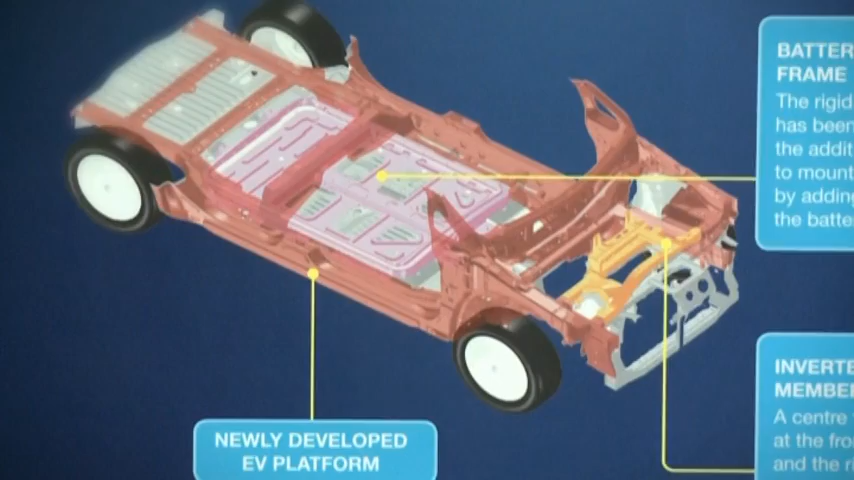 BATTER
FRAME
The rigid
has been
the addit
to mount
by adding
the batte
NEWLY DEVELOPED
EV PLATFORM
INVERTE
MEMBE
A centre
at the fro
and the ri